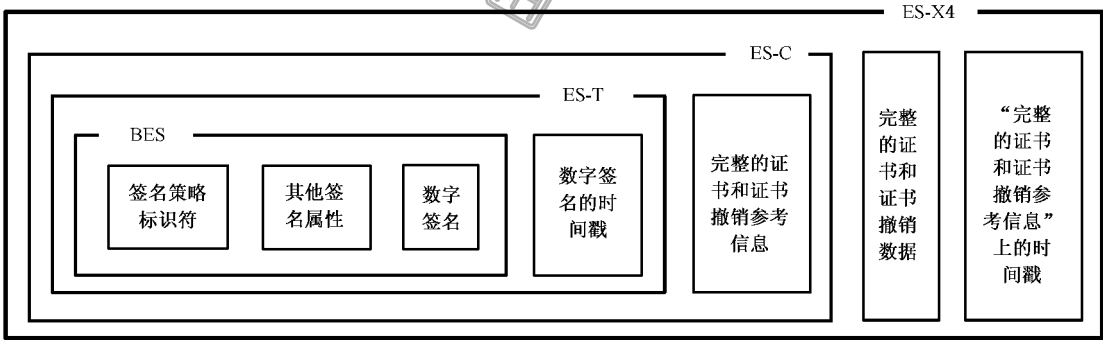 ES-X4
ES-C
ES-T
BES
签名策略
标识符
其他签
名属性
数字
签名
数字签
名的时
间戳
完整的证
书和证书
撤销参考
信息
完整
的证
书和
证书
撤销
数据
“完整
的证书
和证书
撤销参
考信息”
上的时
间戳